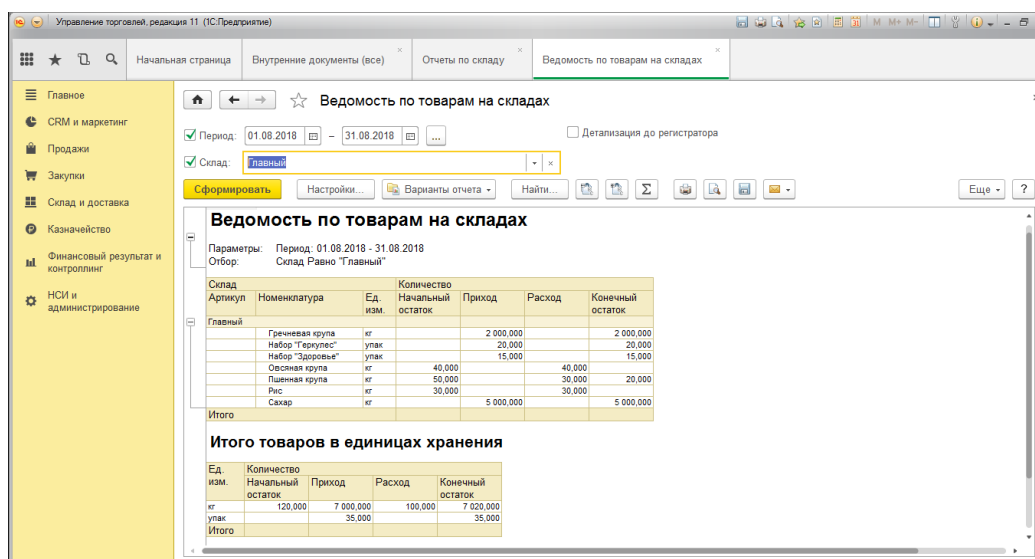 Управление торговлей, редакция 11 (1С:Предприятие)
M M+ M-
Начальная страница
Внутренние документы (все)
Отчеты по складу
Ведомость по товарам на складах
Главное
CRM и маркетинг
Продажи
Закупки
Склад и доставка
Казначейство
Финансовый результат и
контроллинг
НСИ и
администрирование
Ведомость по товарам на складах
Период: 01.08.2018 – 31.08.2018 ... Детализация до регистратора
Склад: Главный
Сформировать Настройки... Варианты отчета Найти... Σ Еще ?
Ведомость по товарам на складах
Параметры: Период: 01.08.2018 - 31.08.2018
Отбор: Склад Равно "Главный"
Склад Количество
Артикул Номенклатура Ед. Начальный Приход Расход Конечный
изм. остаток остаток
Главный
Гречневая крупа кг 2 000,000 2 000,000
Набор "Геркулес" упак 20,000 20,000
Набор "Здоровье" упак 15,000 15,000
Овсяная крупа кг 40,000 40,000
Пшенная крупа кг 50,000 30,000 20,000
Рис кг 30,000 30,000
Сахар кг 5 000,000 5 000,000
Итого
Итого товаров в единицах хранения
Ед. Количество
изм. Начальный Приход Расход Конечный
остаток остаток
кг 120,000 7 000,000 100,000 7 020,000
упак 35,000 35,000
Итого